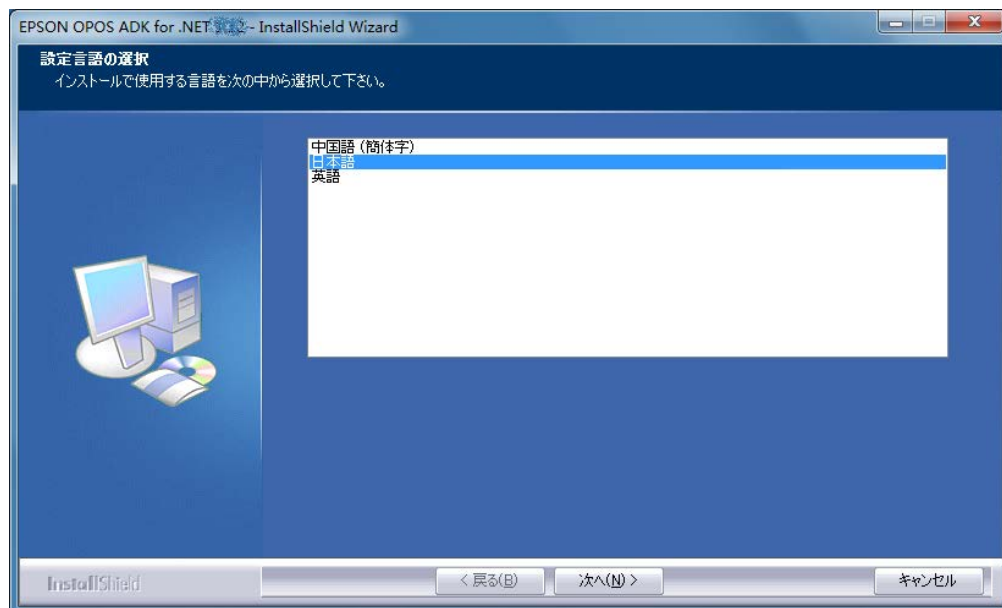 EPSON OPOS ADK for .NET - InstallShield Wizard
設定言語の選択
インストールで使用する言語を次の中から選択して下さい。
中国語 (簡体字)
日本語
英語
InstallShield
< 戻る(B)
次へ(N) >
キャンセル